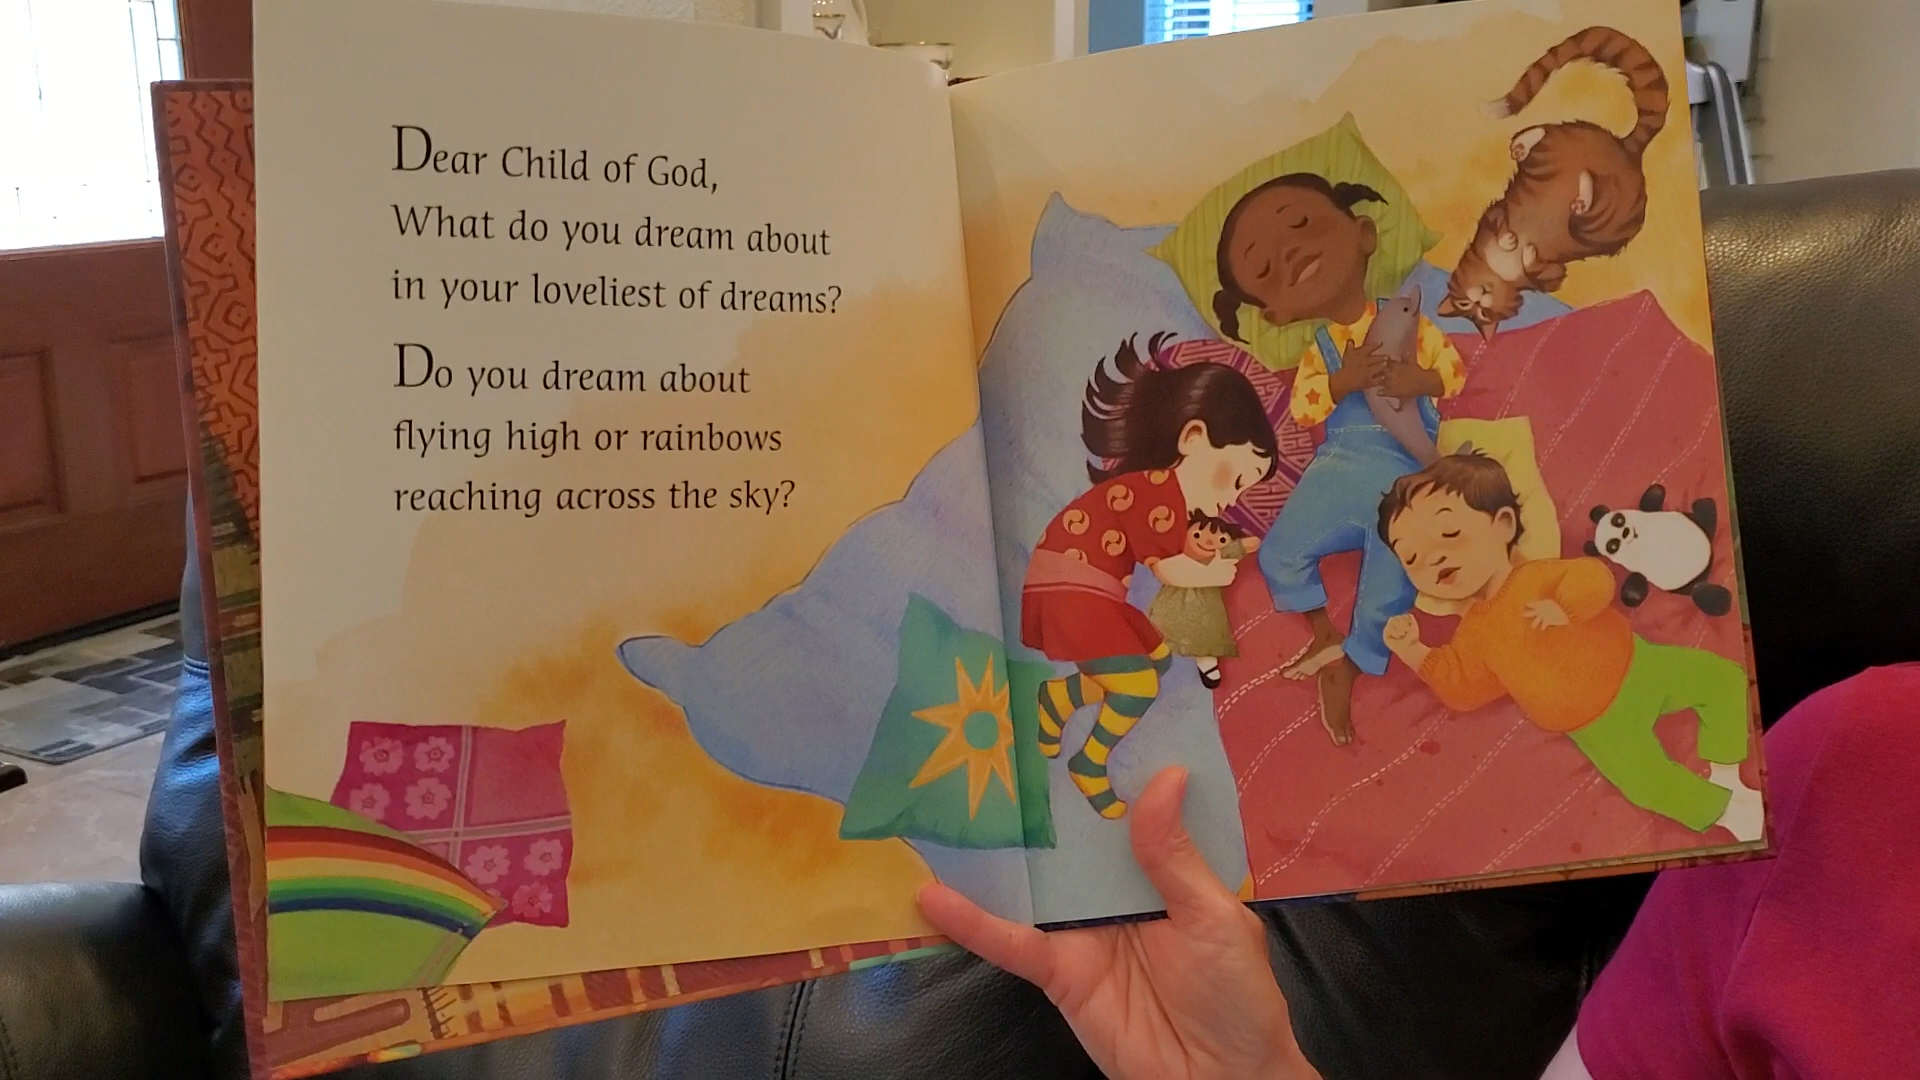 Dear Child of God,
What do you dream about
in your loveliest of dreams?
Do you dream about
flying high or rainbows
reaching across the sky?